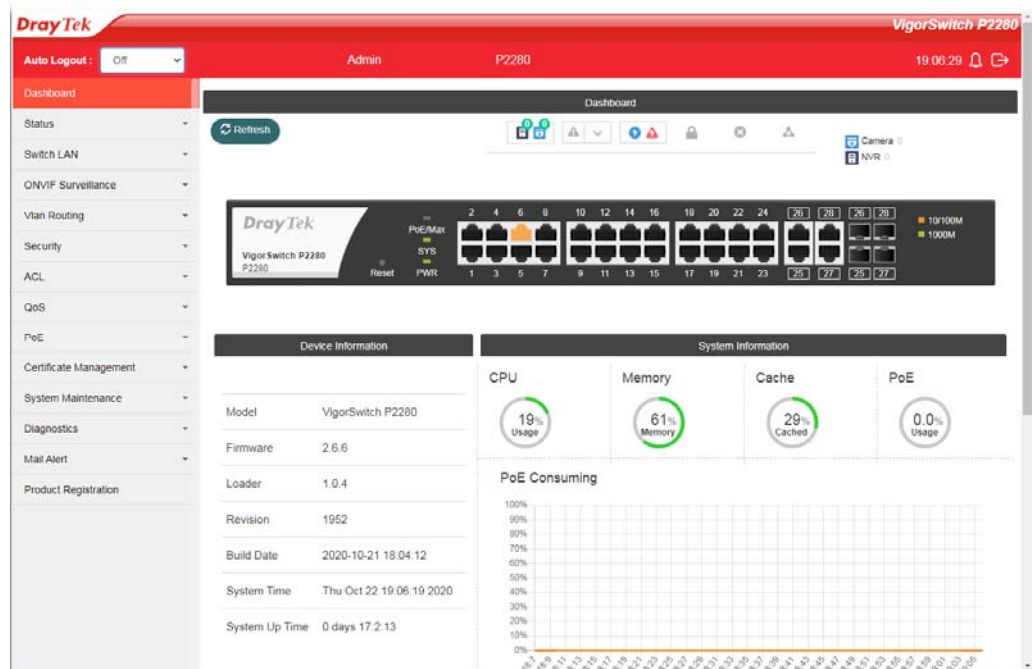 DrayTek
VigorSwitch P2280
Auto Logout :
Off
Admin
P2280
19:06:29
Dashboard
Status
Switch LAN
ONVIF Surveillance
Vlan Routing
Security
ACL
QoS
PoE
Certificate Management
System Maintenance
Diagnostics
Mail Alert
Product Registration
Dashboard
Refresh
0 0
Camera 0
NVR 0
DrayTek
VigorSwitch P2280
P2280
Reset
PoE/Max
SYS
PWR
2 4 6 8 10 12 14 16 18 20 22 24 26 28 26 28
1 3 5 7 9 11 13 15 17 19 21 23 25 27 25 27
10/100M
1000M
Device Information
Model VigorSwitch P2280
Firmware 2.6.6
Loader 1.0.4
Revision 1952
Build Date 2020-10-21 18:04:12
System Time Thu Oct 22 19:06:19 2020
System Up Time 0 days 17:2:13
System Information
CPU
19%
Usage
Memory
61%
Memory
Cache
29%
Cached
PoE
0.0%
Usage
PoE Consuming
100%
90%
80%
70%
60%
50%
40%
30%
20%
10%
0%